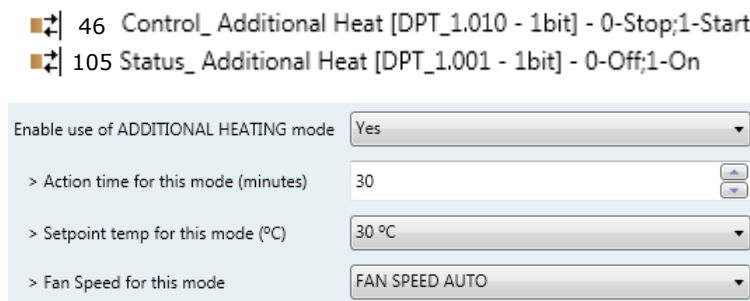 46 Control_ Additional Heat [DPT_1.010 - 1bit] - 0-Stop;1-Start
105 Status_ Additional Heat [DPT_1.001 - 1bit] - 0-Off;1-On
Enable use of ADDITIONAL HEATING mode Yes
> Action time for this mode (minutes) 30
> Setpoint temp for this mode (ºC) 30 ºC
> Fan Speed for this mode FAN SPEED AUTO